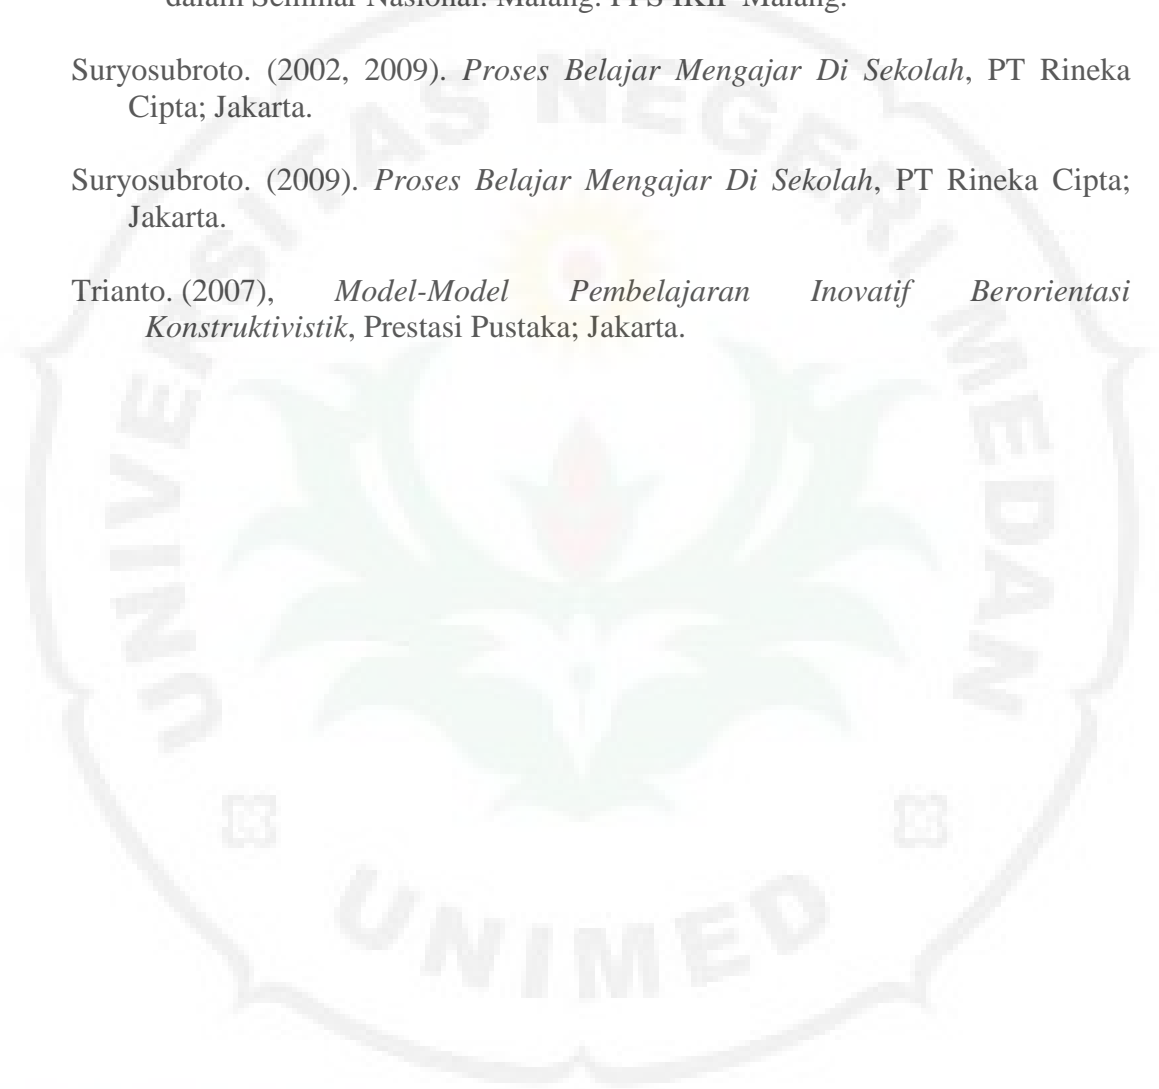 dalam Seminar Nasional. Malang: PPS IKIP Malang.
Suryosubroto. (2002, 2009). Proses Belajar Mengajar Di Sekolah, PT Rineka
Cipta; Jakarta.
Suryosubroto. (2009). Proses Belajar Mengajar Di Sekolah, PT Rineka Cipta;
Jakarta.
Trianto. (2007), Model-Model Pembelajaran Inovatif Berorientasi
Konstruktivistik, Prestasi Pustaka; Jakarta.
UNIVERSITAS NEGERI MEDAN
UNIMED